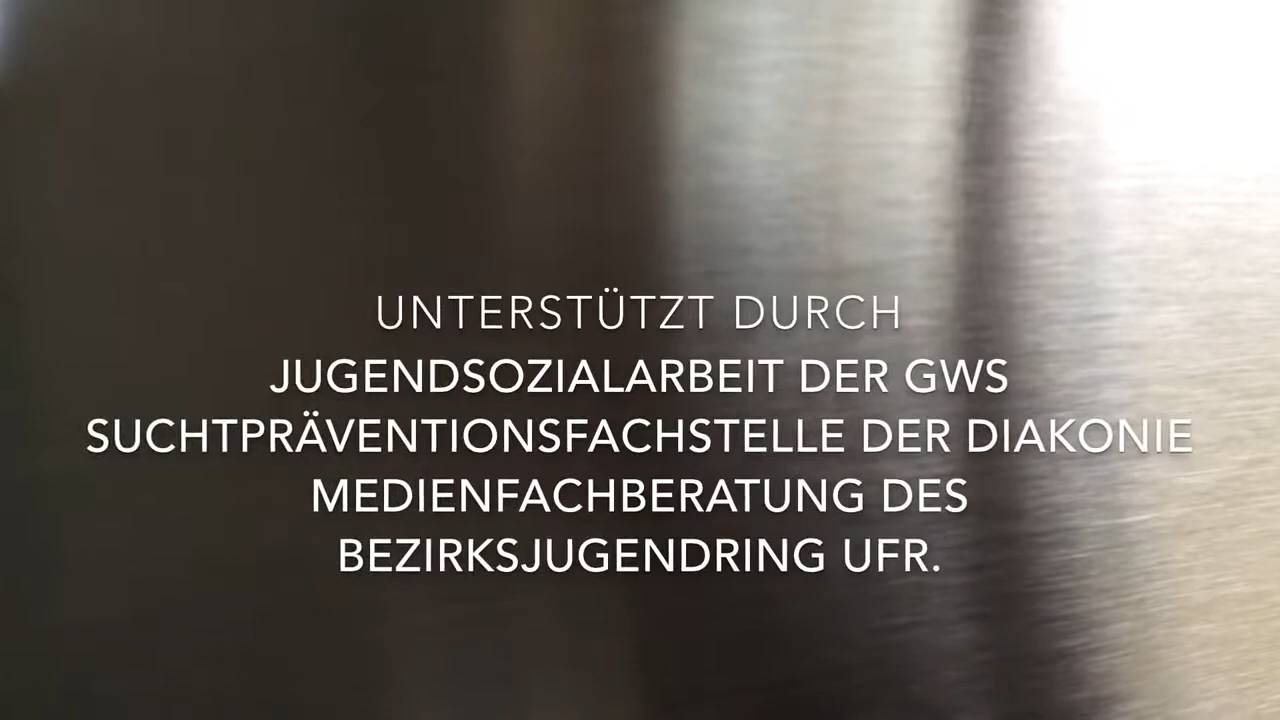 UNTERSTÜTZT DURCH
JUGENDSOZIALARBEIT DER GWS
SUCHTPRÄVENTIONSFACHSTELLE DER DIAKONIE
MEDIENFACHBERATUNG DES
BEZIRKSJUGENDRING UFR.